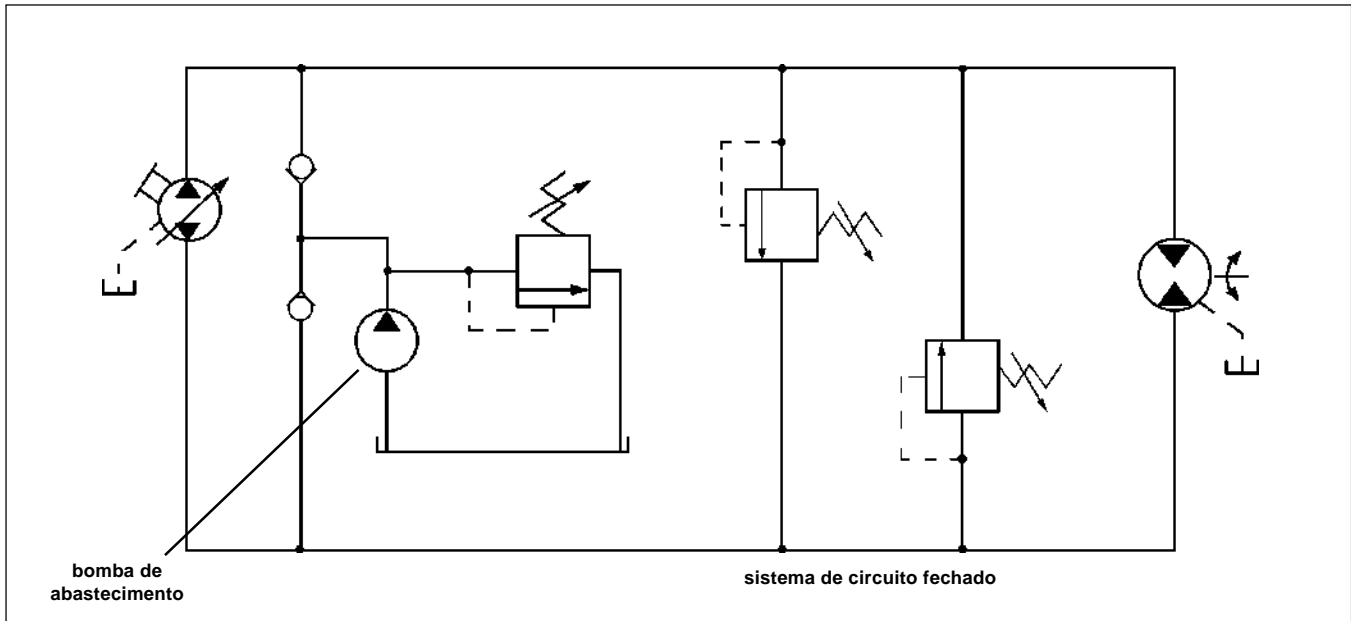 bomba de
abastecimento
sistema de circuito fechado